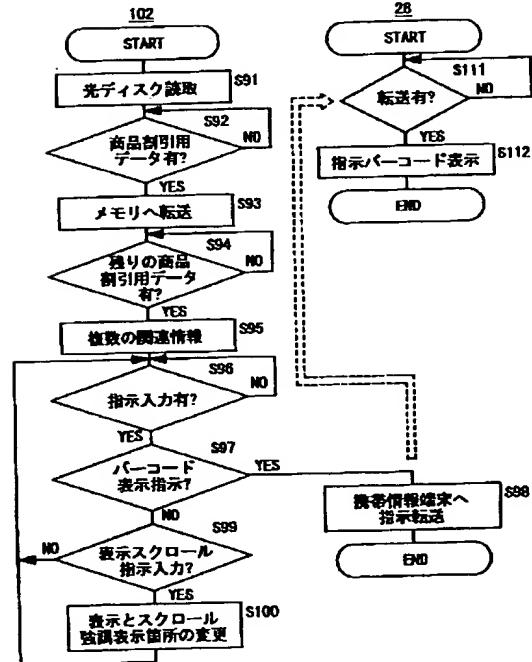 102
START
光ディスク読取
S91
S92
商品割引用
データ有?
NO
YES
メモリへ転送
S93
S94
残りの商品
割引用データ
有?
NO
YES
複数の関連情報
S95
S96
指示入力有?
NO
YES
S97
バーコード
表示指示?
YES
NO
S98
携帯情報端末へ
指示転送
END
S99
表示スクロール
指示入力?
NO
YES
S100
表示とスクロール
強調表示箇所の変更
28
START
S111
転送有?
NO
YES
S112
指示バーコード表示
END